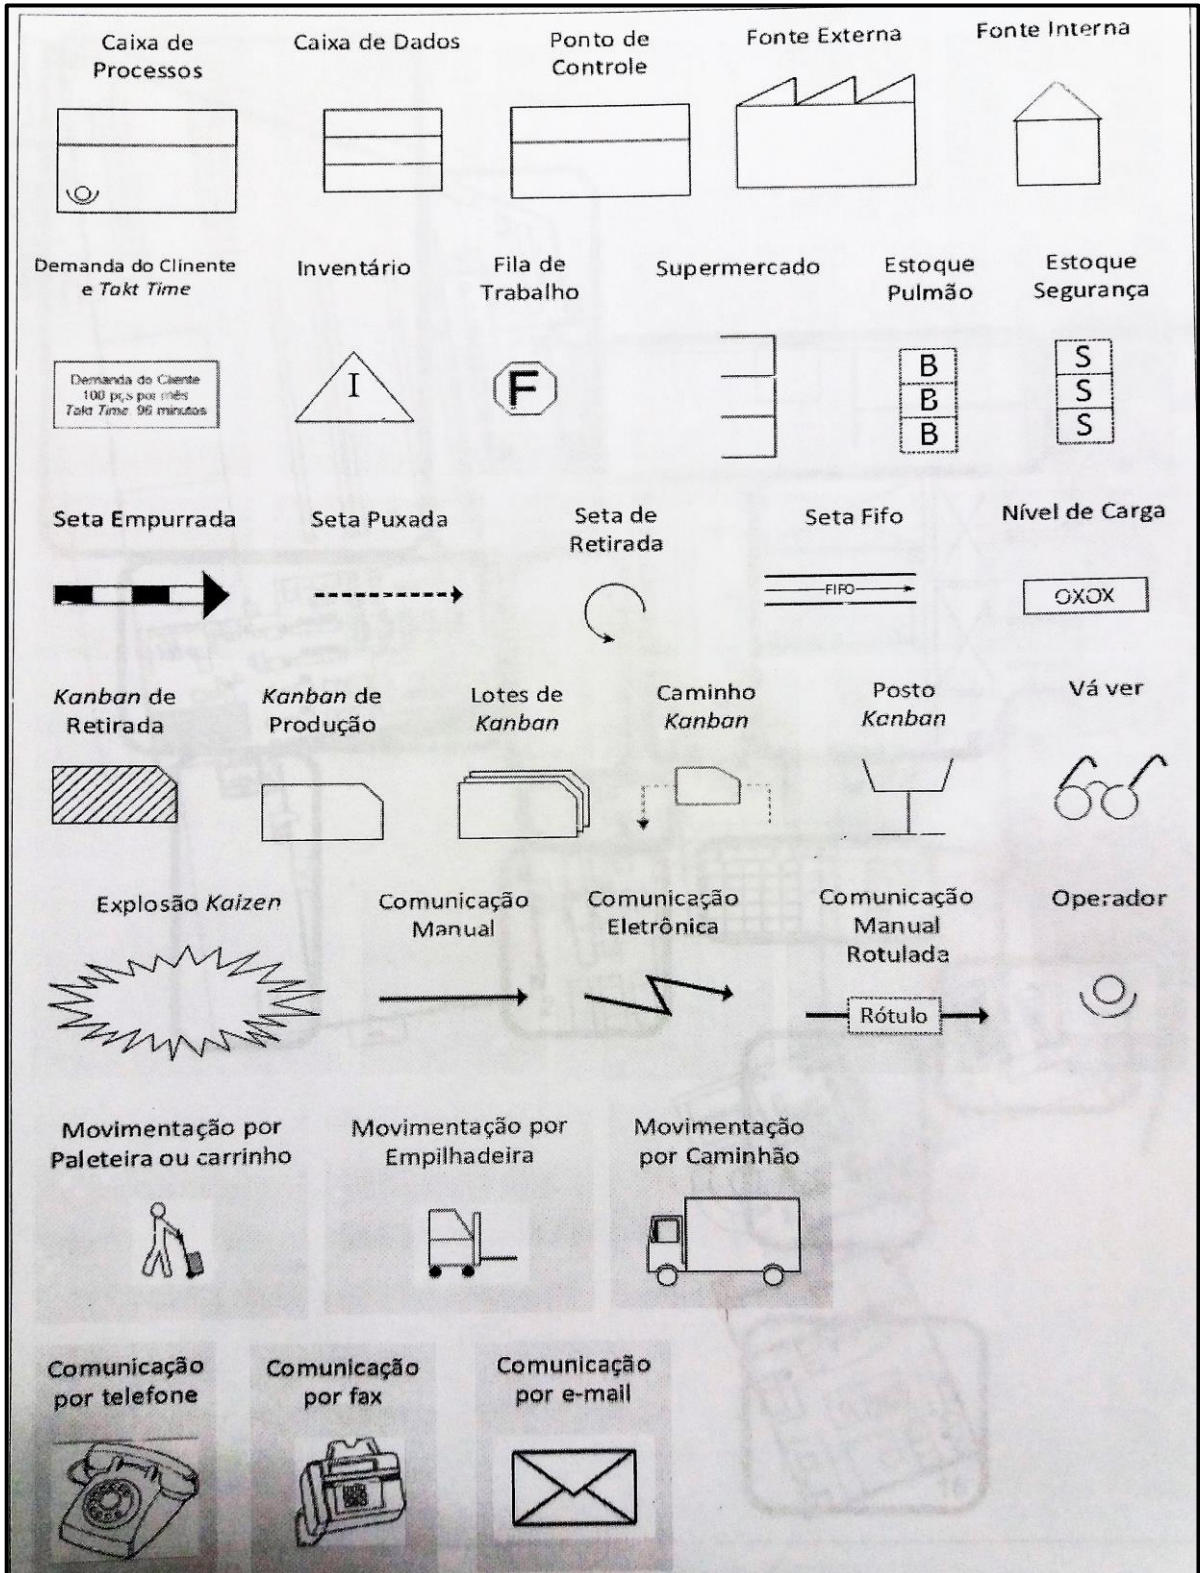 Caixa de
Processos
Caixa de Dados
Ponto de
Controle
Fonte Externa
Fonte Interna
Demanda do Clinente
e Takt Time
Inventário
Fila de
Trabalho
Supermercado
Estoque
Pulmão
Estoque
Segurança
Demanda do Cliente
100 pçs por mês
Takt Time 96 minutos
I
F
B
B
B
S
S
S
Seta Empurrada
Seta Puxada
Seta de
Retirada
Seta Fifo
Nível de Carga
FIFO
OXOX
Kanban de
Retirada
Kanban de
Produção
Lotes de
Kanban
Caminho
Kanban
Posto
Kanban
Vá ver
Explosão Kaizen
Comunicação
Manual
Comunicação
Eletrônica
Comunicação
Manual
Rotulada
Operador
Rótulo
Movimentação por
Paleteira ou carrinho
Movimentação por
Empilhadeira
Movimentação
por Caminhão
Comunicação
por telefone
Comunicação
por fax
Comunicação
por e-mail